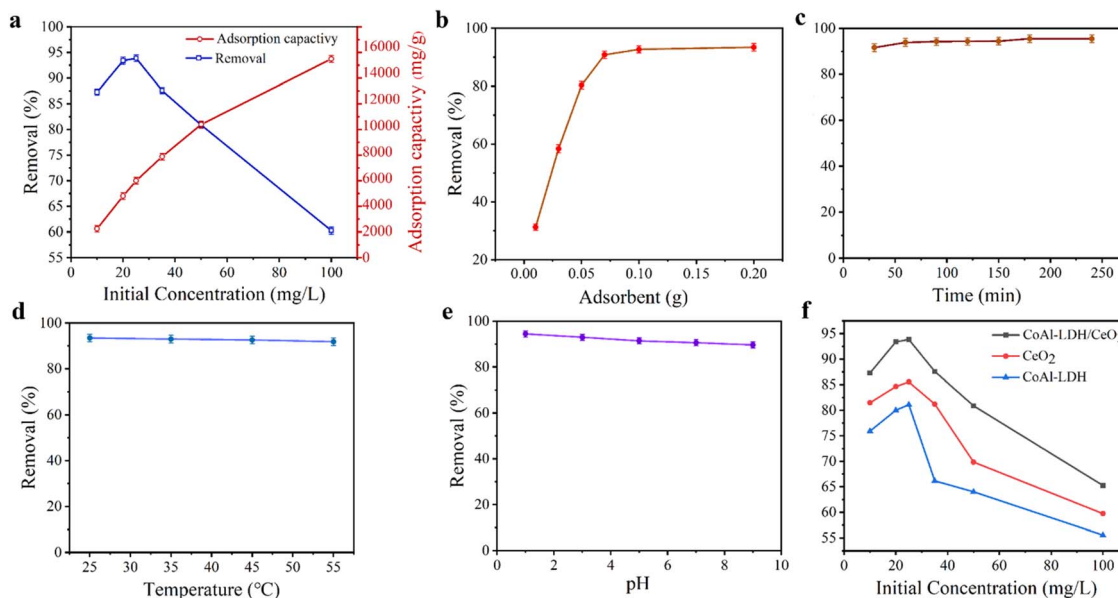 a
Adsorption capactivy
Removal
100
95
90
85
80
75
70
65
60
55
Removal (%)
0 20 40 60 80 100
Initial Concentration (mg/L)
16000
14000
12000
10000
8000
6000
4000
2000
0
Adsorption capactivy (mg/g)
b
100
80
60
40
20
Removal (%)
0.00 0.05 0.10 0.15 0.20
Adsorbent (g)
c
100
80
60
40
20
0
Removal (%)
0 50 100 150 200 250
Time (min)
d
100
80
60
40
20
0
Removal (%)
25 30 35 40 45 50 55
Temperature (°C)
e
100
80
60
40
20
0
Removal (%)
0 2 4 6 8 10
pH
f
CoAl-LDH/CeO2
CeO2
CoAl-LDH
95
90
85
80
75
70
65
60
55
Removal (%)
0 20 40 60 80 100
Initial Concentration (mg/L)